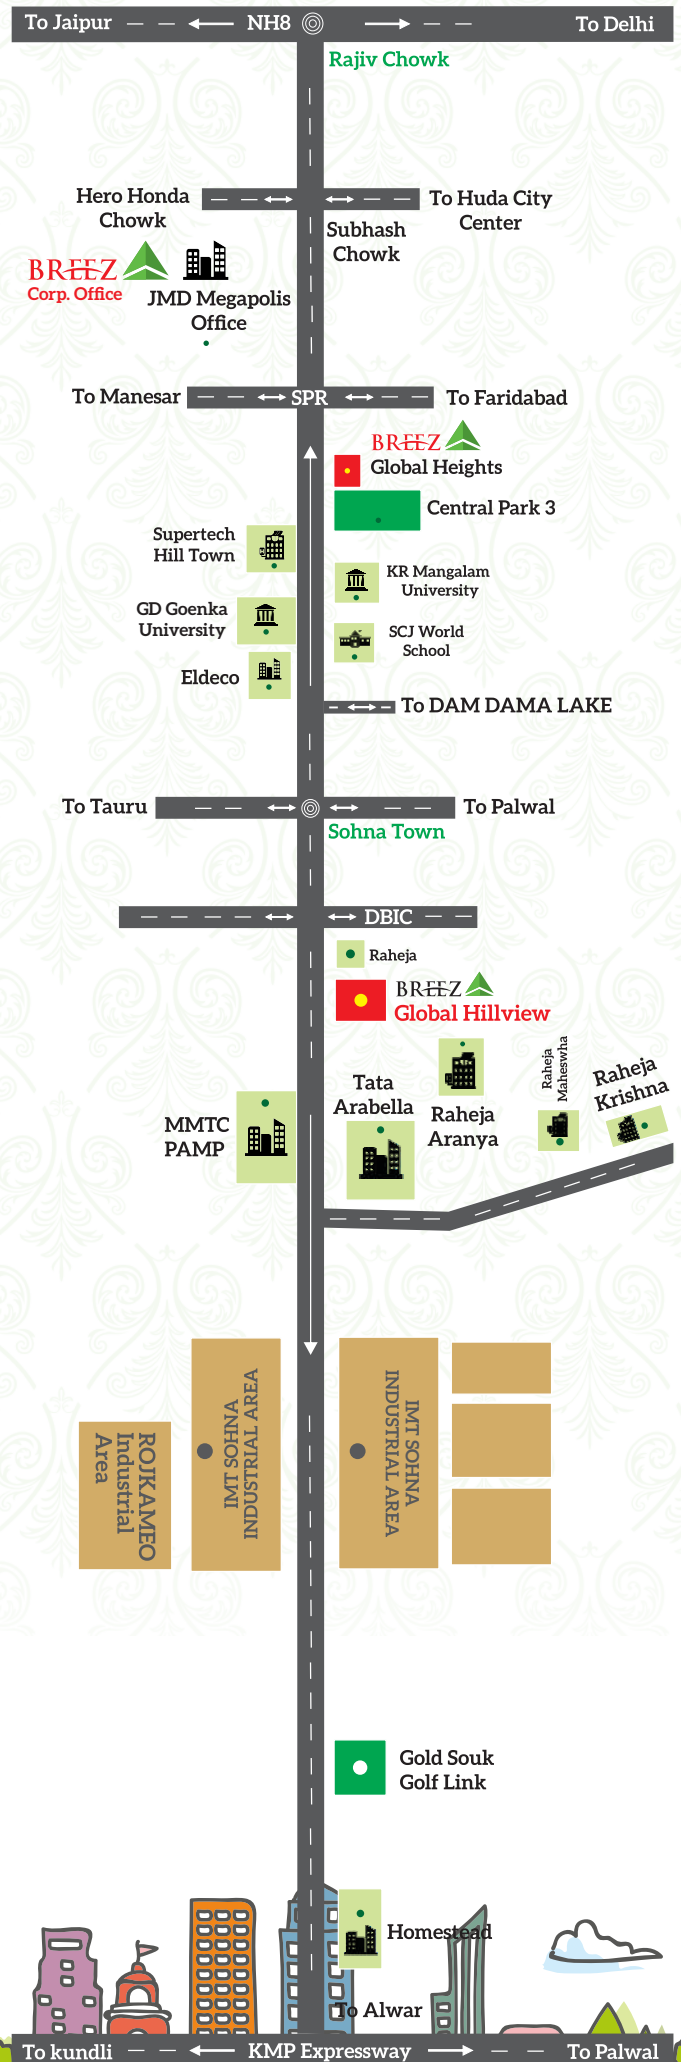 To Jaipur
NH8
To Delhi
Rajiv Chowk
Hero Honda
Chowk
To Huda City
Center
Subhash
Chowk
BREEZ
Corp. Office
JMD Megapolis
Office
To Manesar
SPR
To Faridabad
BREEZ
Global Heights
Central Park 3
Supertech
Hill Town
KR Mangalam
University
GD Goenka
University
SCJ World
School
Eldeco
To DAM DAMA LAKE
To Tauru
To Palwal
Sohna Town
DBIC
Raheja
BREEZ
Global Hillview
Tata
Arabella
Raheja
Aranya
Raheja
Maheswha
Raheja
Krishna
MMTC
PAMP
ROJKAMEO
Industrial
Area
IMT SOHNA
INDUSTRIAL AREA
IMT SOHNA
INDUSTRIAL AREA
Gold Souk
Golf Link
Homestead
To Alwar
To kundli
KMP Expressway
To Palwal